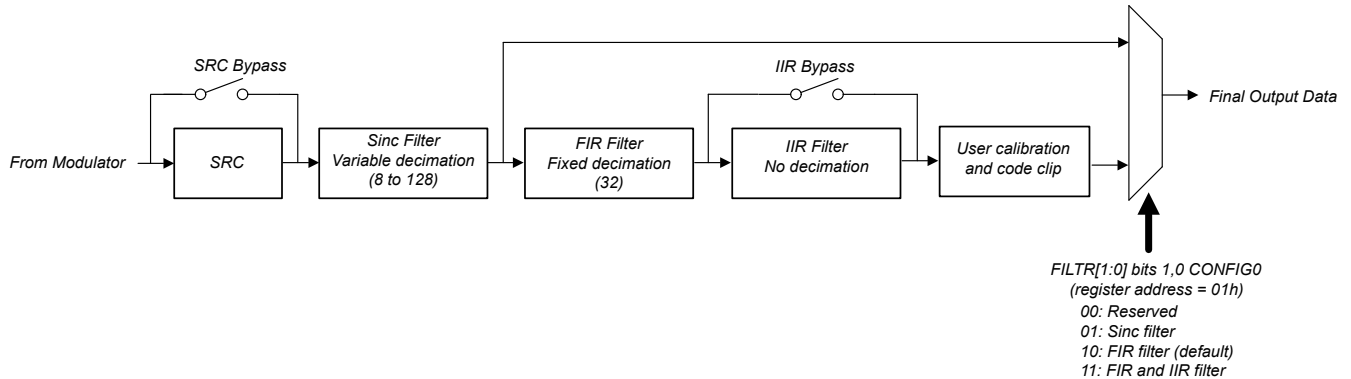 SRC Bypass
IIR Bypass
Final Output Data
From Modulator
SRC
Sinc Filter
Variable decimation
(8 to 128)
FIR Filter
Fixed decimation
(32)
IIR Filter
No decimation
User calibration
and code clip
FILTR[1:0] bits 1,0 CONFIG0
(register address = 01h)
00: Reserved
01: Sinc filter
10: FIR filter (default)
11: FIR and IIR filter